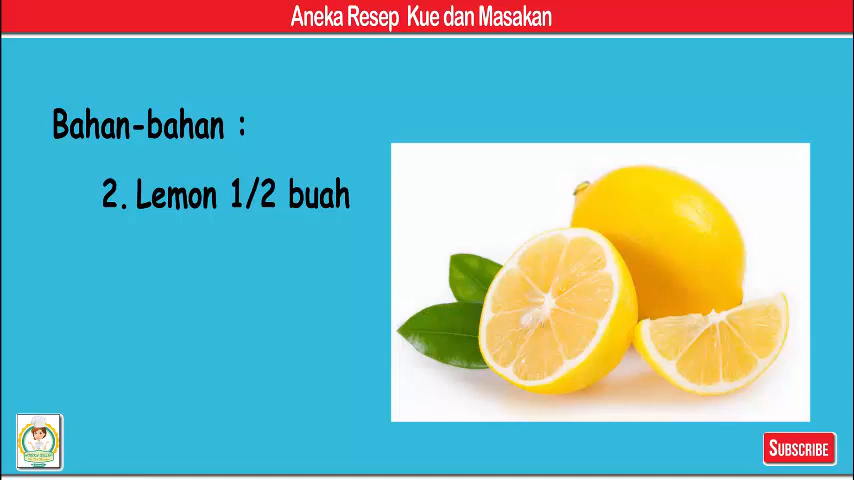 Aneka Resep Kue dan Masakan
Bahan-bahan :
2. Lemon 1/2 buah
SUBSCRIBE